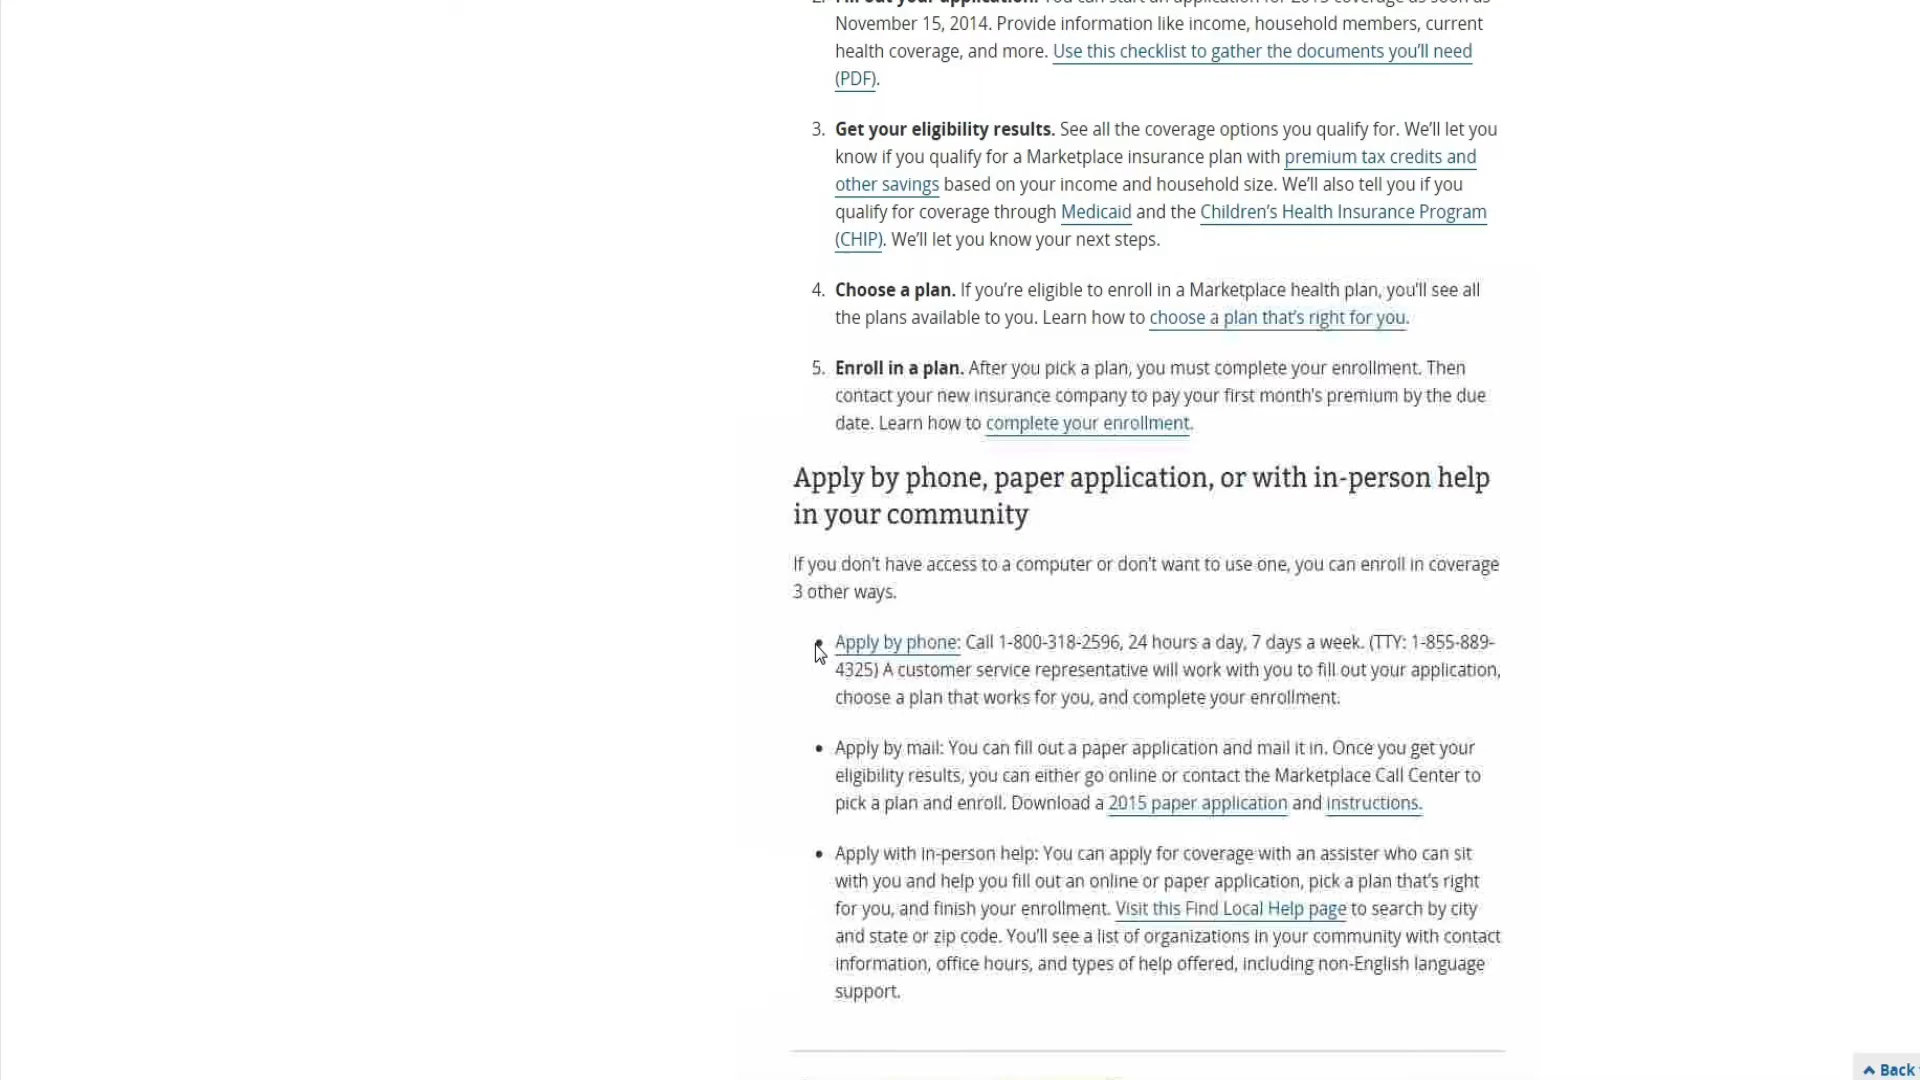 November 15, 2014. Provide information like income, household members, current
health coverage, and more. Use this checklist to gather the documents you'll need
(PDF).
3. Get your eligibility results. See all the coverage options you qualify for. We'll let you
know if you qualify for a Marketplace insurance plan with premium tax credits and
other savings based on your income and household size. We'll also tell you if you
qualify for coverage through Medicaid and the Children's Health Insurance Program
(CHIP). We'll let you know your next steps.
4. Choose a plan. If you're eligible to enroll in a Marketplace health plan, you'll see all
the plans available to you. Learn how to choose a plan that's right for you.
5. Enroll in a plan. After you pick a plan, you must complete your enrollment. Then
contact your new insurance company to pay your first month's premium by the due
date. Learn how to complete your enrollment.
Apply by phone, paper application, or with in-person help
in your community
If you don't have access to a computer or don't want to use one, you can enroll in coverage
3 other ways.
• Apply by phone: Call 1-800-318-2596, 24 hours a day, 7 days a week. (TTY: 1-855-889-
4325) A customer service representative will work with you to fill out your application,
choose a plan that works for you, and complete your enrollment.
• Apply by mail: You can fill out a paper application and mail it in. Once you get your
eligibility results, you can either go online or contact the Marketplace Call Center to
pick a plan and enroll. Download a 2015 paper application and instructions.
• Apply with in-person help: You can apply for coverage with an assister who can sit
with you and help you fill out an online or paper application, pick a plan that's right
for you, and finish your enrollment. Visit this Find Local Help page to search by city
and state or zip code. You'll see a list of organizations in your community with contact
information, office hours, and types of help offered, including non-English language
support.
Back